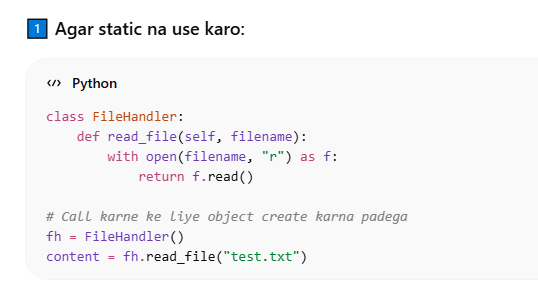 1 Agar static na use karo:
</> Python
class FileHandler:
    def read_file(self, filename):
        with open(filename, "r") as f:
            return f.read()

# Call karne ke liye object create karna padega
fh = FileHandler()
content = fh.read_file("test.txt")